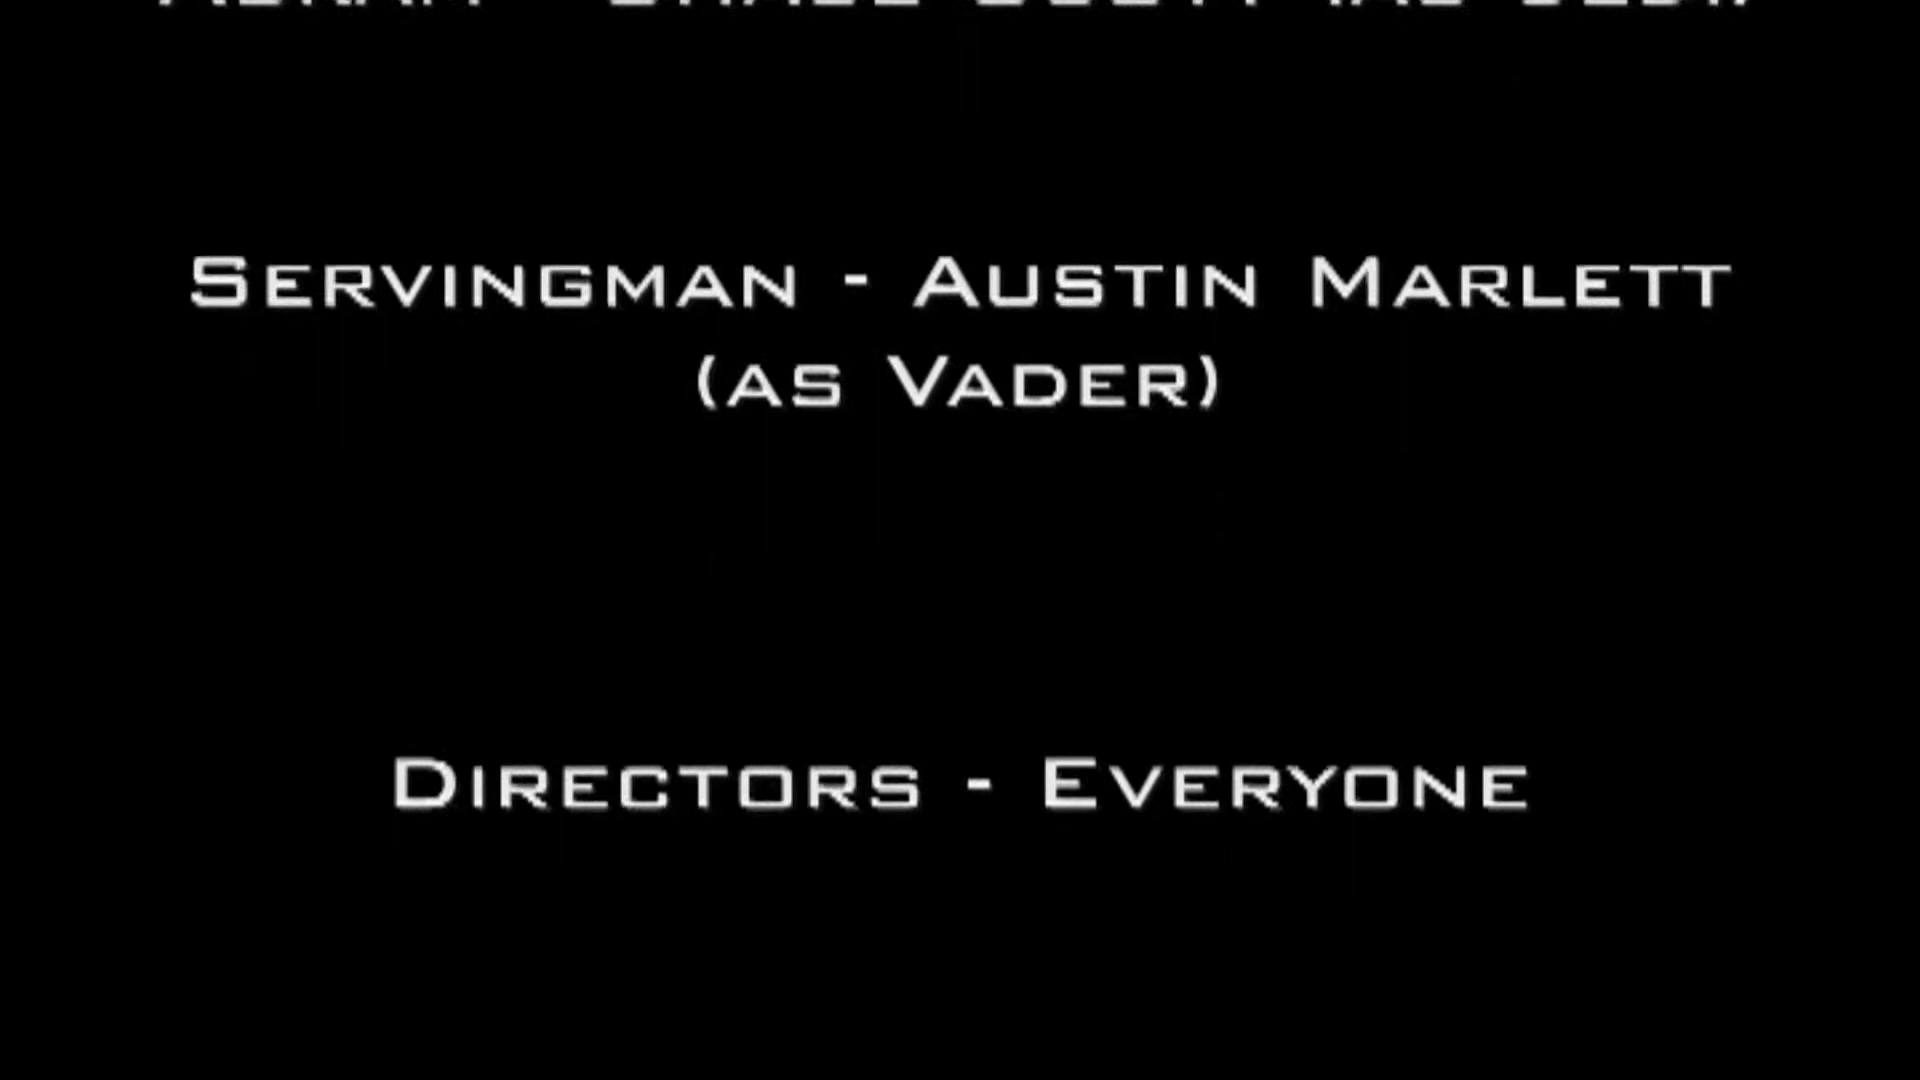 Servingman - Austin Marlett
(as Vader)
Directors - Everyone